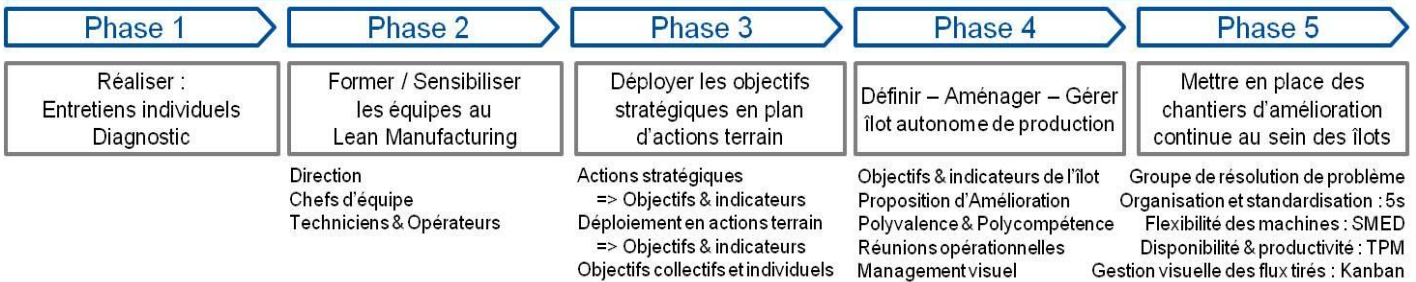 Phase 1
Phase 2
Phase 3
Phase 4
Phase 5
Réaliser :
Entretiens individuels
Diagnostic
Former / Sensibiliser
les équipes au
Lean Manufacturing
Déployer les objectifs
stratégiques en plan
d'actions terrain
Définir – Aménager – Gérer
îlot autonome de production
Mettre en place des
chantiers d'amélioration
continue au sein des îlots
Direction
Chefs d'équipe
Techniciens & Opérateurs
Actions stratégiques
=> Objectifs & indicateurs
Déploiement en actions terrain
=> Objectifs & indicateurs
Objectifs collectifs et individuels
Objectifs & indicateurs de l'îlot
Proposition d'Amélioration
Polyvalence & Polycompétence
Réunions opérationnelles
Management visuel
Groupe de résolution de problème
Organisation et standardisation : 5s
Flexibilité des machines : SMED
Disponibilité & productivité : TPM
Gestion visuelle des flux tirés : Kanban